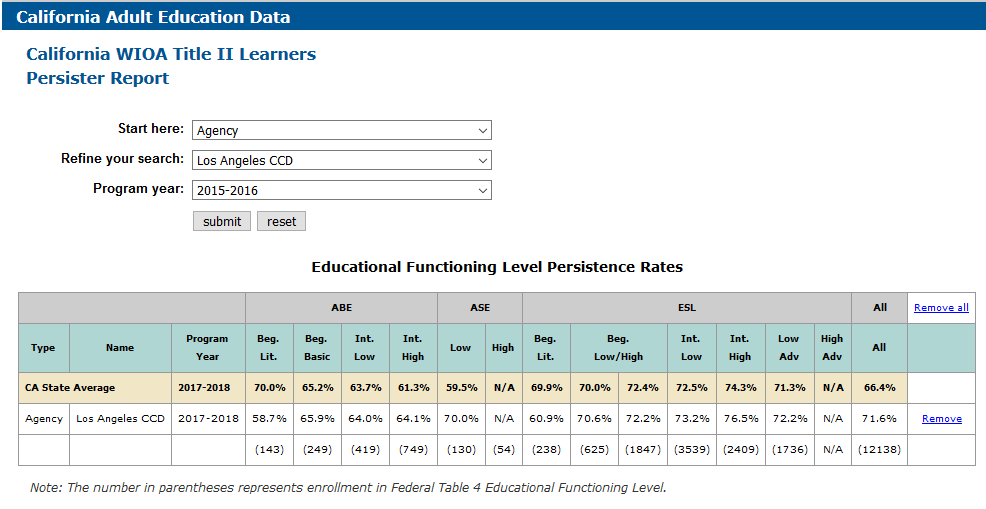 California Adult Education Data
California WIOA Title II Learners
Persister Report
Start here: Agency
Refine your search: Los Angeles CCD
Program year: 2015-2016
submit reset
Educational Functioning Level Persistence Rates
ABE ASE ESL All Remove all
Type Name Program Year Beg. Lit. Beg. Basic Int. Low Int. High Low High Beg. Lit. Beg. Low/High Int. Low Int. High Low Adv High Adv All
CA State Average 2017-2018 70.0% 65.2% 63.7% 61.3% 59.5% N/A 69.9% 70.0% 72.4% 72.5% 74.3% 71.3% N/A 66.4%
Agency Los Angeles CCD 2017-2018 58.7% 65.9% 64.0% 64.1% 70.0% N/A 60.9% 70.6% 72.2% 73.2% 76.5% 72.2% N/A 71.6% Remove
(143) (249) (419) (749) (130) (54) (238) (625) (1847) (3539) (2409) (1736) N/A (12138)
Note: The number in parentheses represents enrollment in Federal Table 4 Educational Functioning Level.